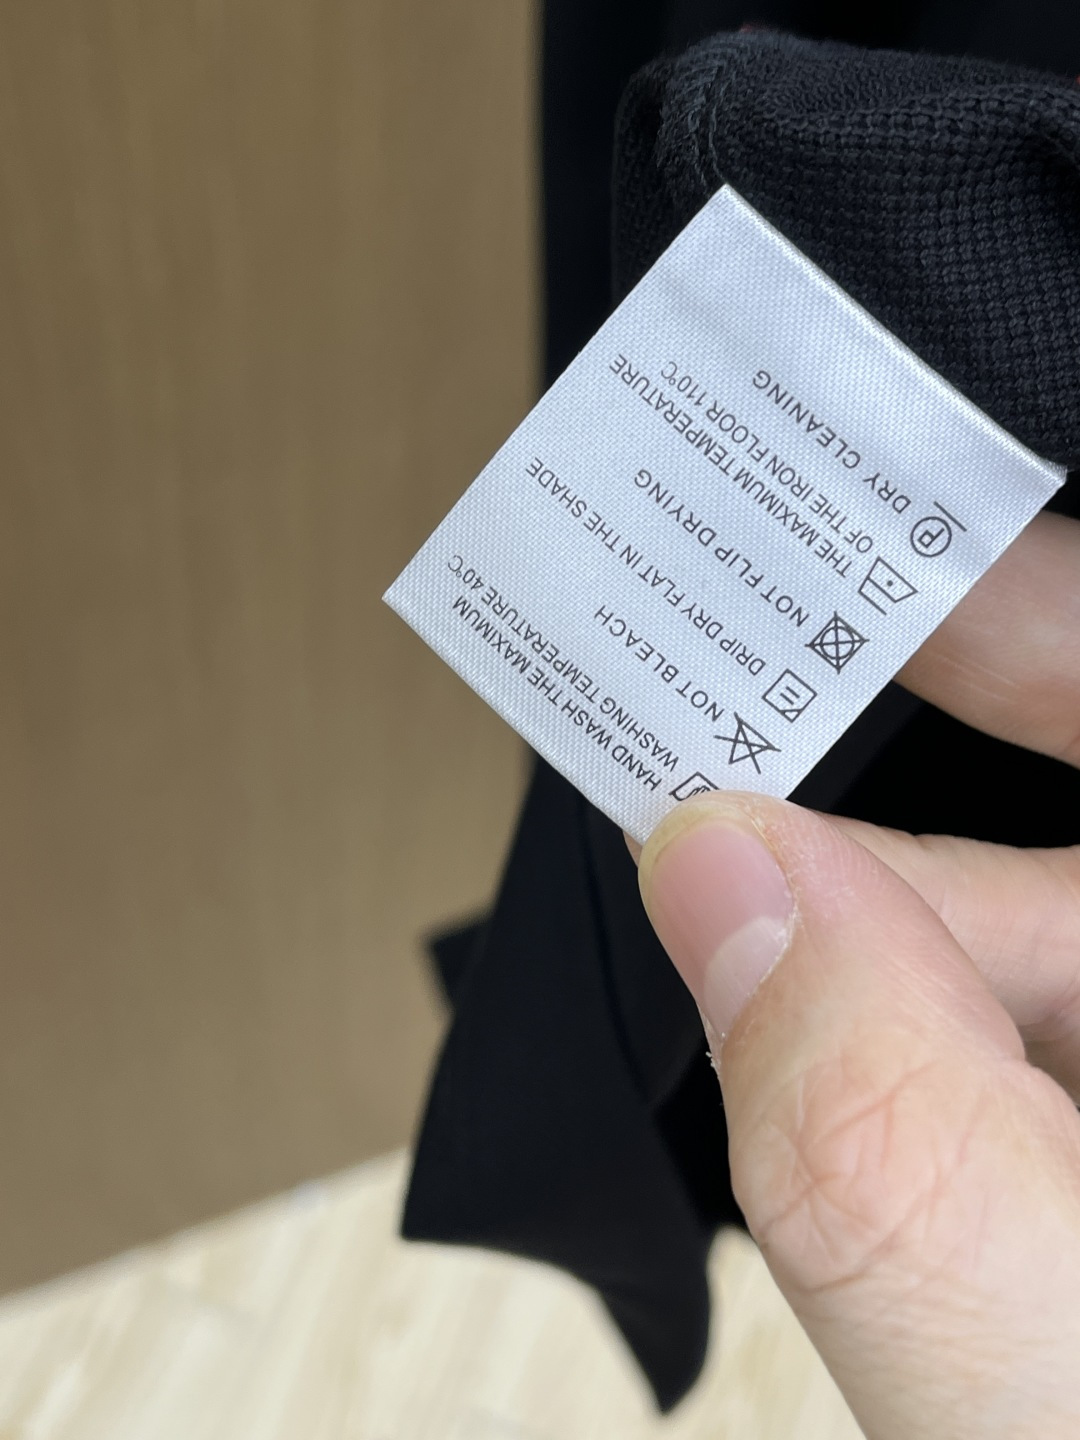 HAND WASH THE MAXIMUM
WASHING TEMPERATURE 40℃
NOT BLEACH
DRIP DRY FLAT IN THE SHADE
NOT FLIP DRYING
THE MAXIMUM TEMPERATURE
OF THE IRON FLOOR 110℃
P DRY CLEANING